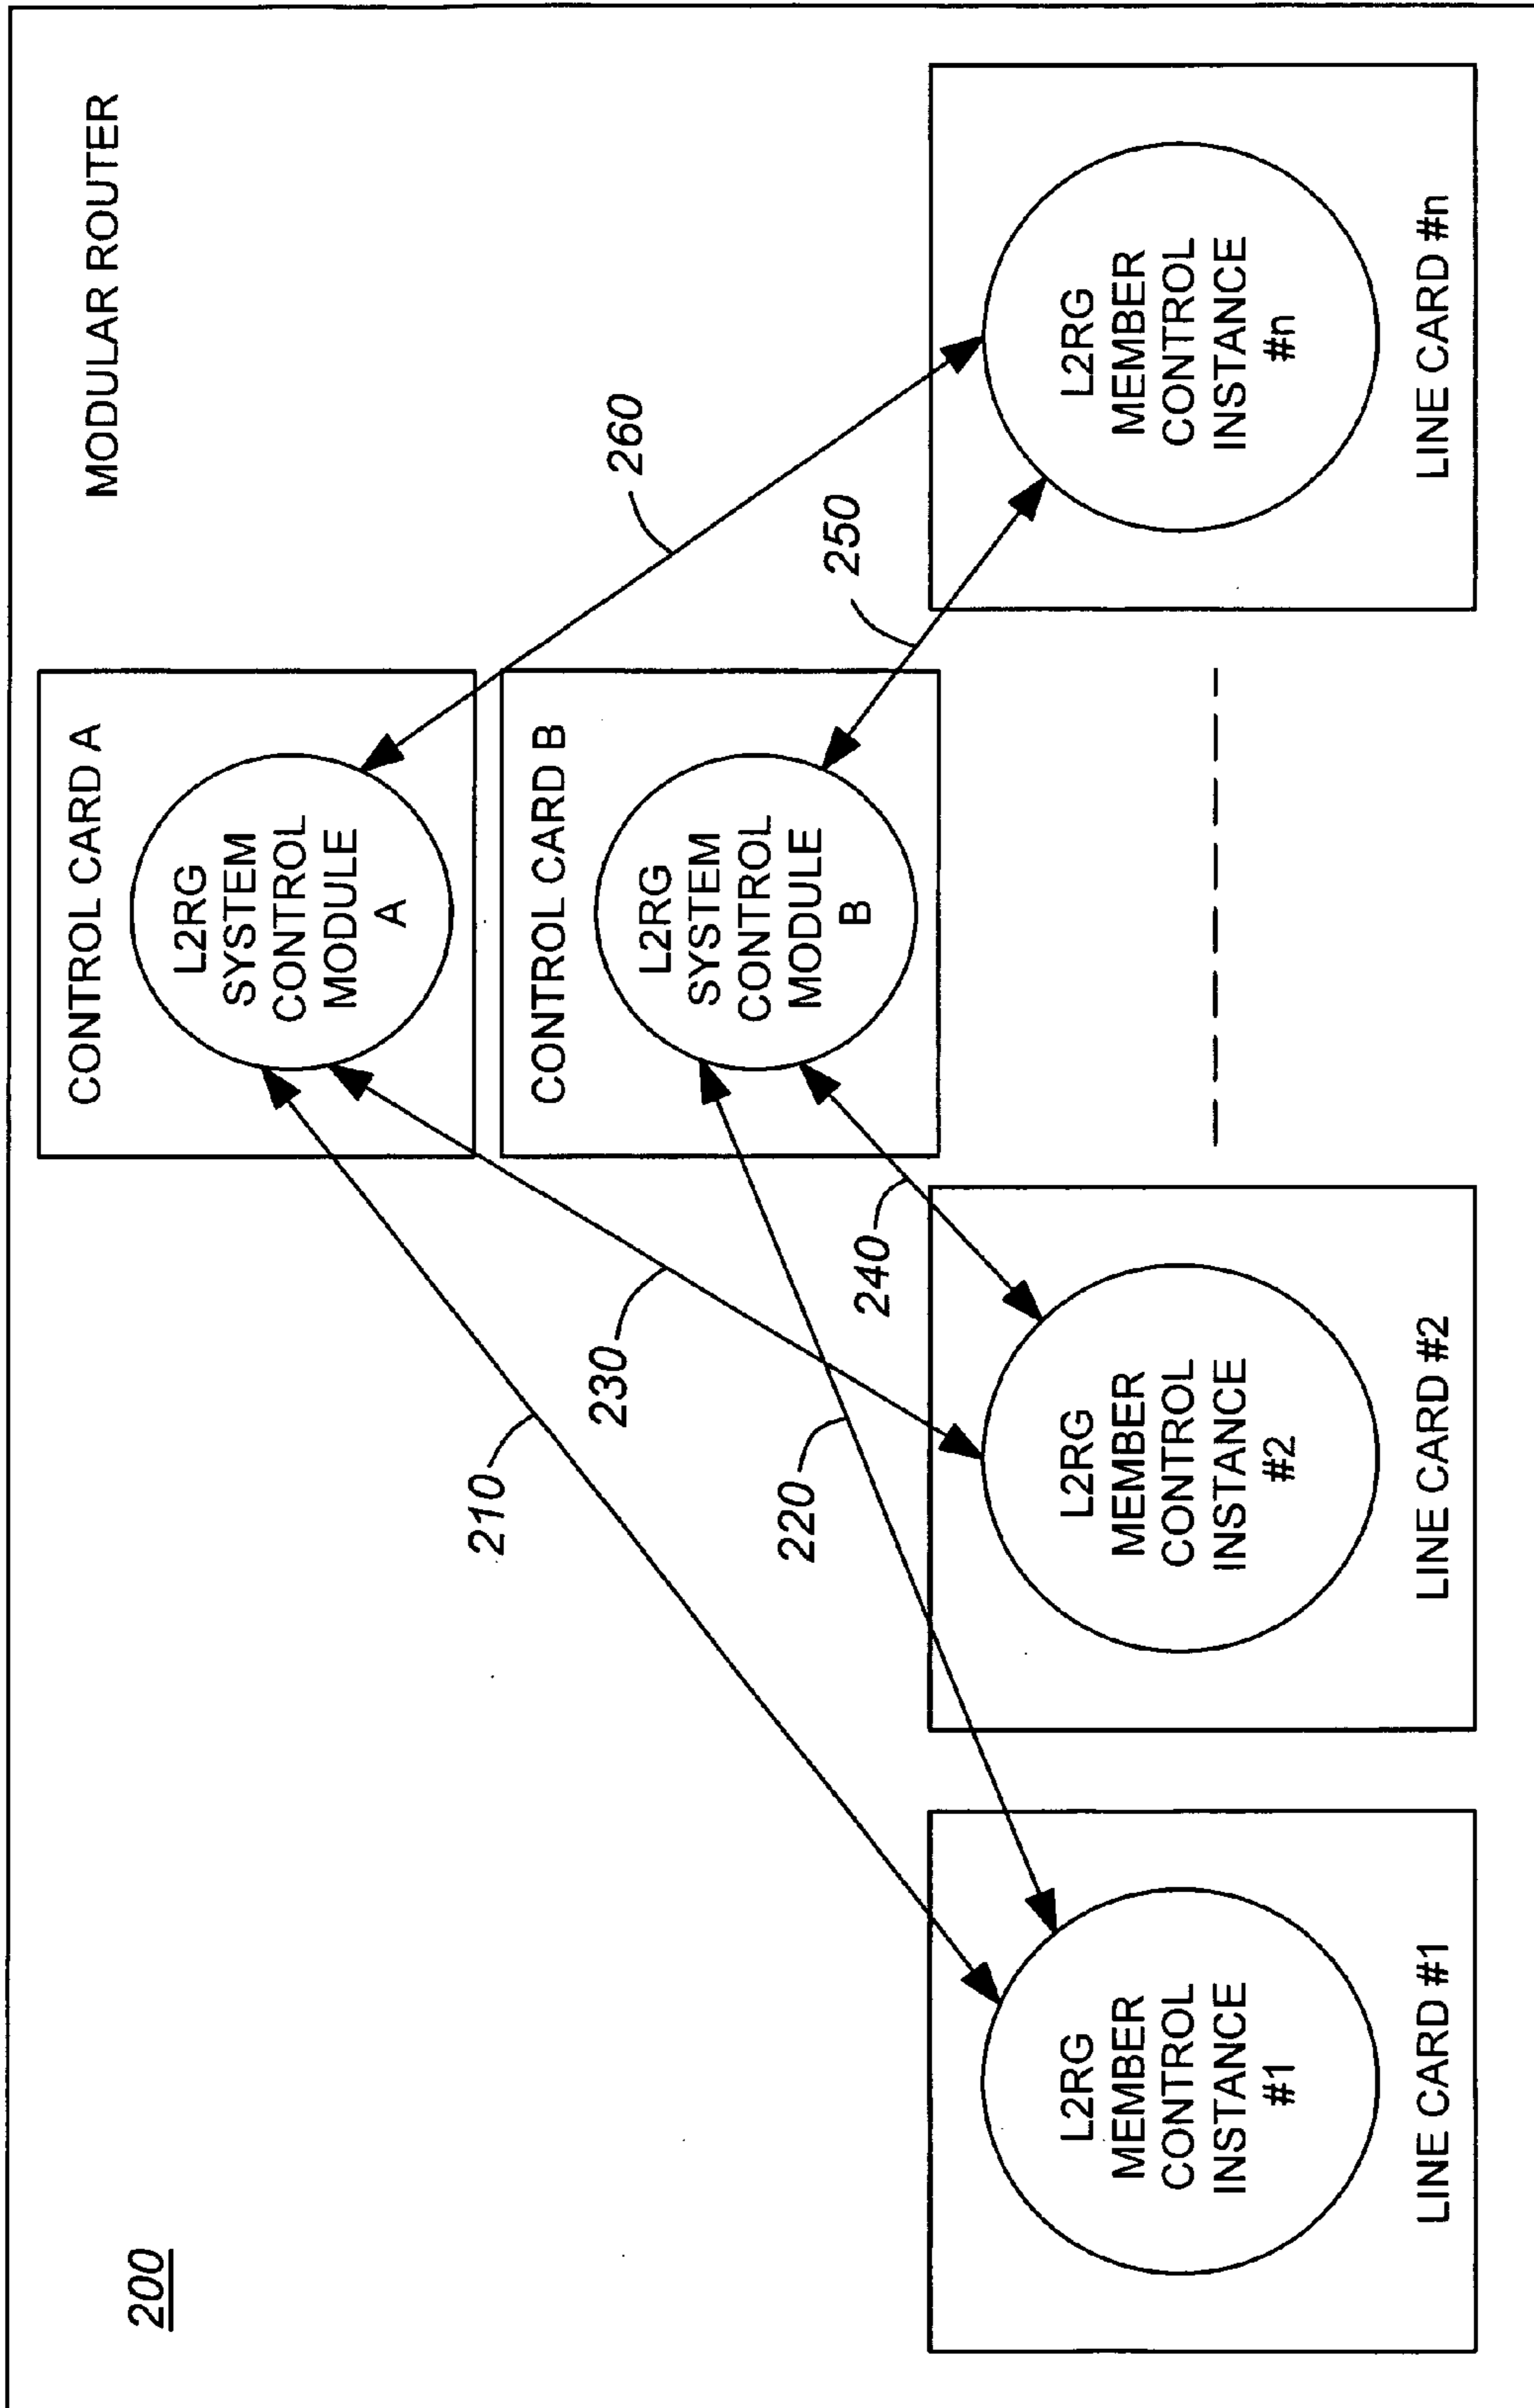 200
MODULAR ROUTER
CONTROL CARD A
L2RG
SYSTEM
CONTROL
MODULE
A
CONTROL CARD B
L2RG
SYSTEM
CONTROL
MODULE
B
210
230
220
240
260
250
L2RG
MEMBER
CONTROL
INSTANCE
#1
LINE CARD #1
L2RG
MEMBER
CONTROL
INSTANCE
#2
LINE CARD #2
L2RG
MEMBER
CONTROL
INSTANCE
#n
LINE CARD #n